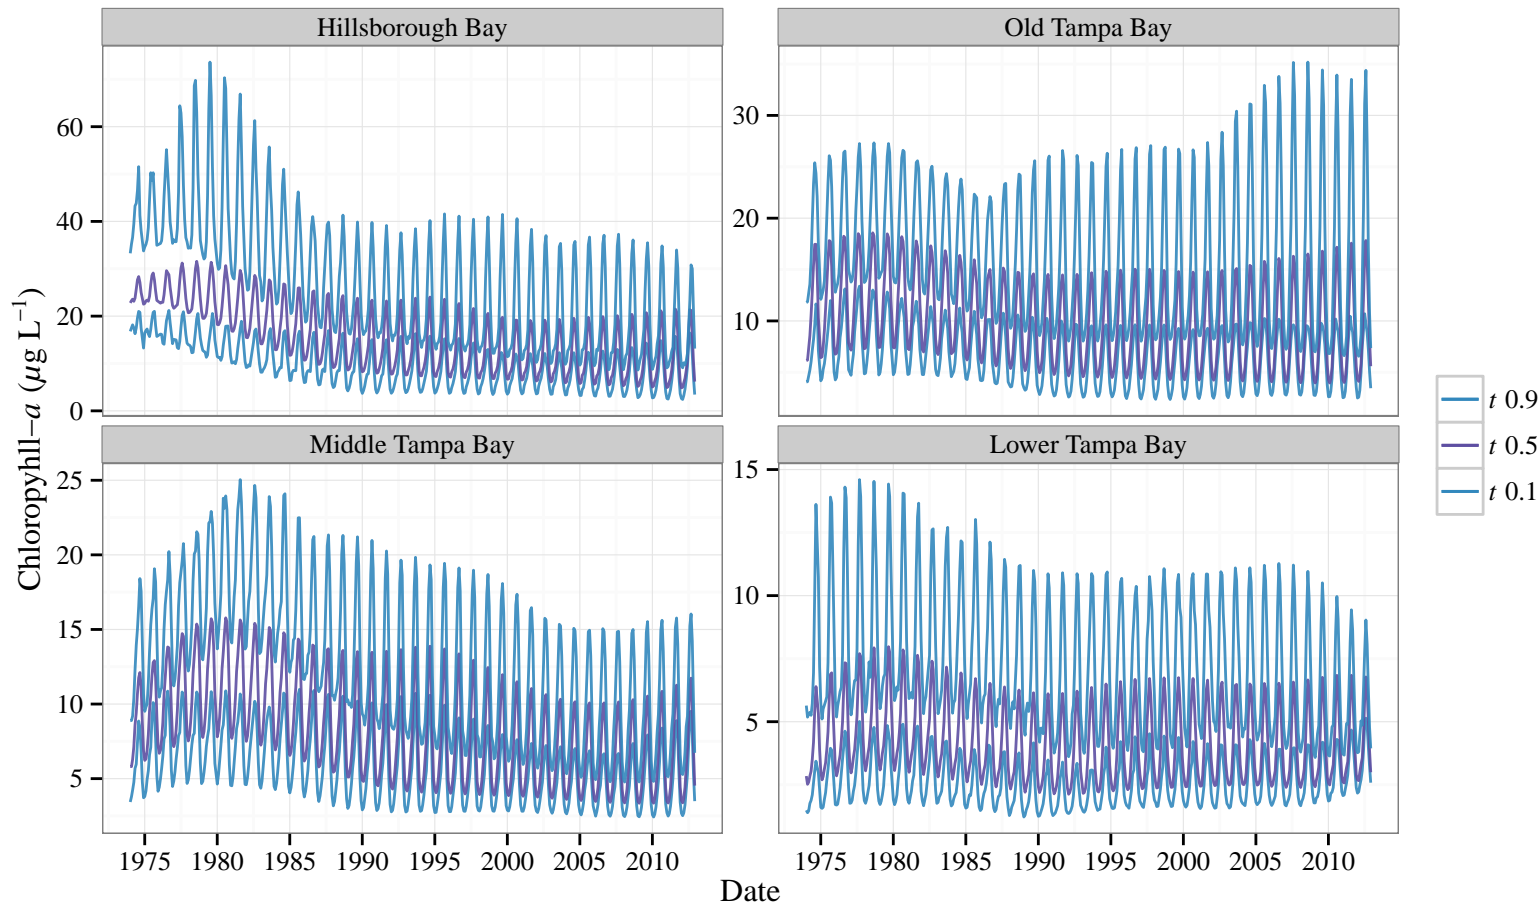 Hillsborough Bay
Old Tampa Bay
60
40
20
0
30
20
10
Middle Tampa Bay
Lower Tampa Bay
25
20
15
10
5
15
10
5
1975 1980 1985 1990 1995 2000 2005 2010
1975 1980 1985 1990 1995 2000 2005 2010
Chloropyhll−a (μg L⁻¹)
Date
t 0.9
t 0.5
t 0.1